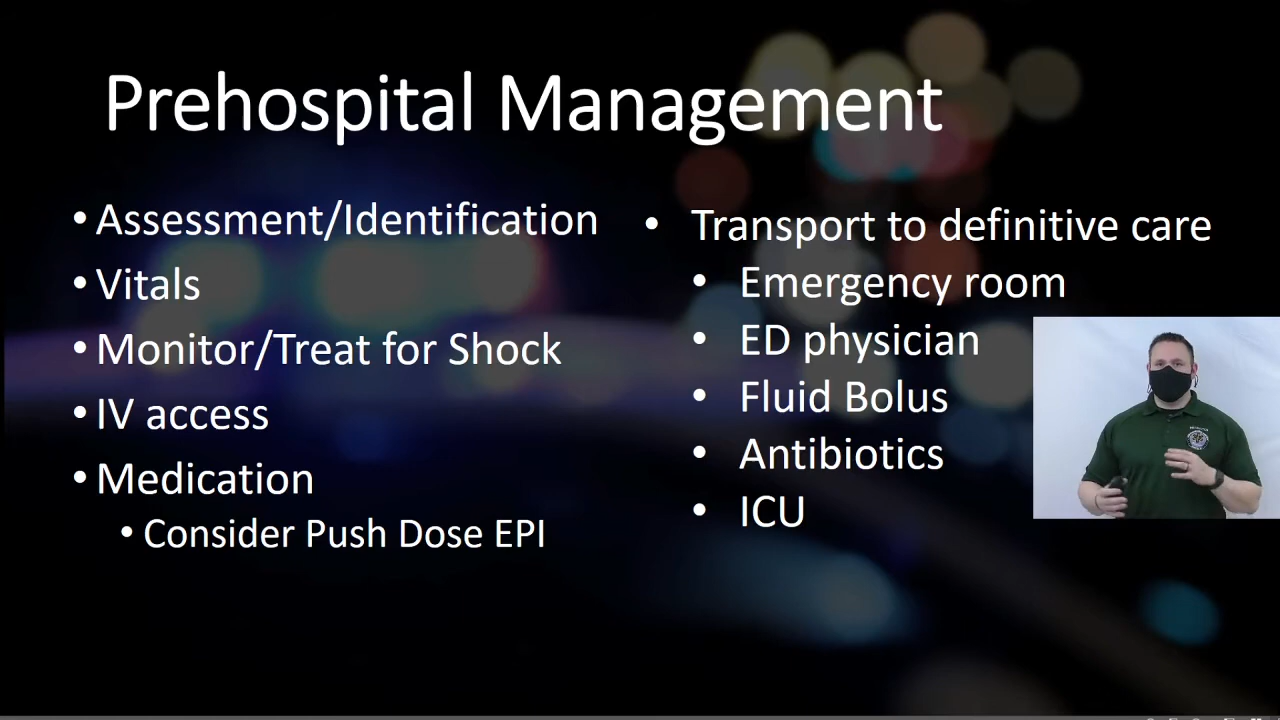 Prehospital Management
• Assessment/Identification
• Vitals
• Monitor/Treat for Shock
• IV access
• Medication
• Consider Push Dose EPI
• Transport to definitive care
• Emergency room
• ED physician
• Fluid Bolus
• Antibiotics
• ICU